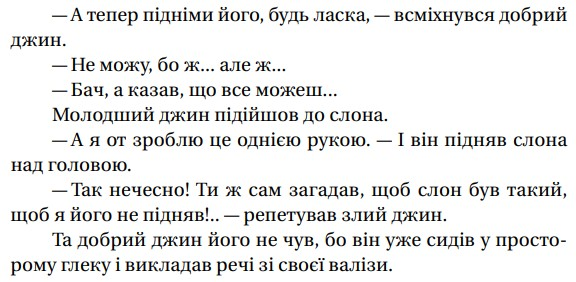 — А тепер підніми його, будь ласка, — всміхнувся добрий
джин.
— Не можу, бо ж... але ж...
— Бач, а казав, що все можеш...
Молодший джин підійшов до слона.
— А я от зроблю це однією рукою. — І він підняв слона
над головою.
— Так нечесно! Ти ж сам загадав, щоб слон був такий,
щоб я його не підняв!.. — репетував злий джин.
Та добрий джин його не чув, бо він уже сидів у просто-
рому глеку і викладав речі зі своєї валізи.